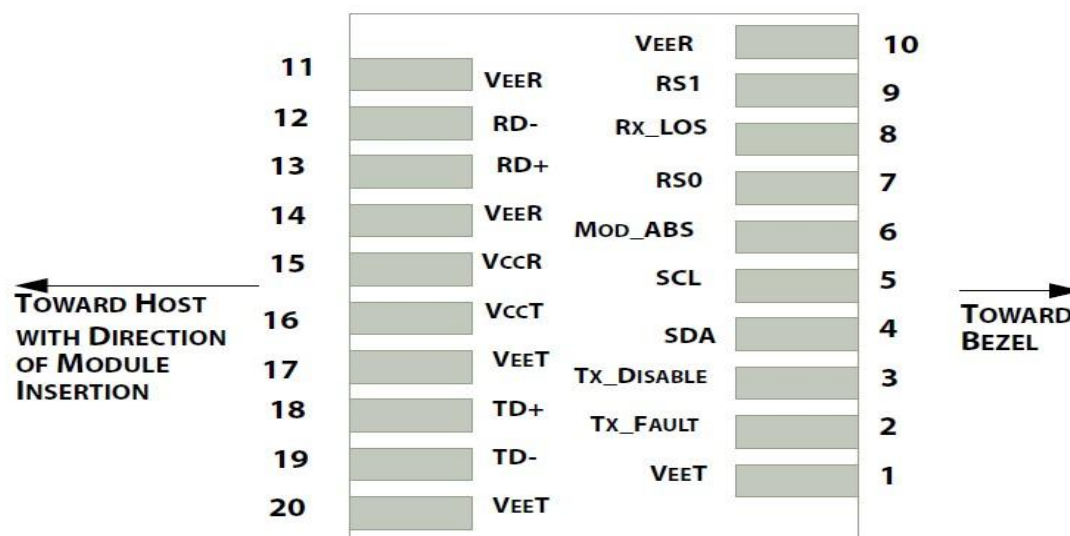 11
12
13
14
15
16
17
18
19
20
VEER
RD-
RD+
VEER
VCCR
VCCT
VEET
TD+
TD-
VEET
VEER
RS1
RX_LOS
RS0
MOD_ABS
SCL
SDA
TX_DISABLE
TX_FAULT
VEET
10
9
8
7
6
5
4
3
2
1
TOWARD HOST
WITH DIRECTION
OF MODULE
INSERTION
TOWARD
BEZEL